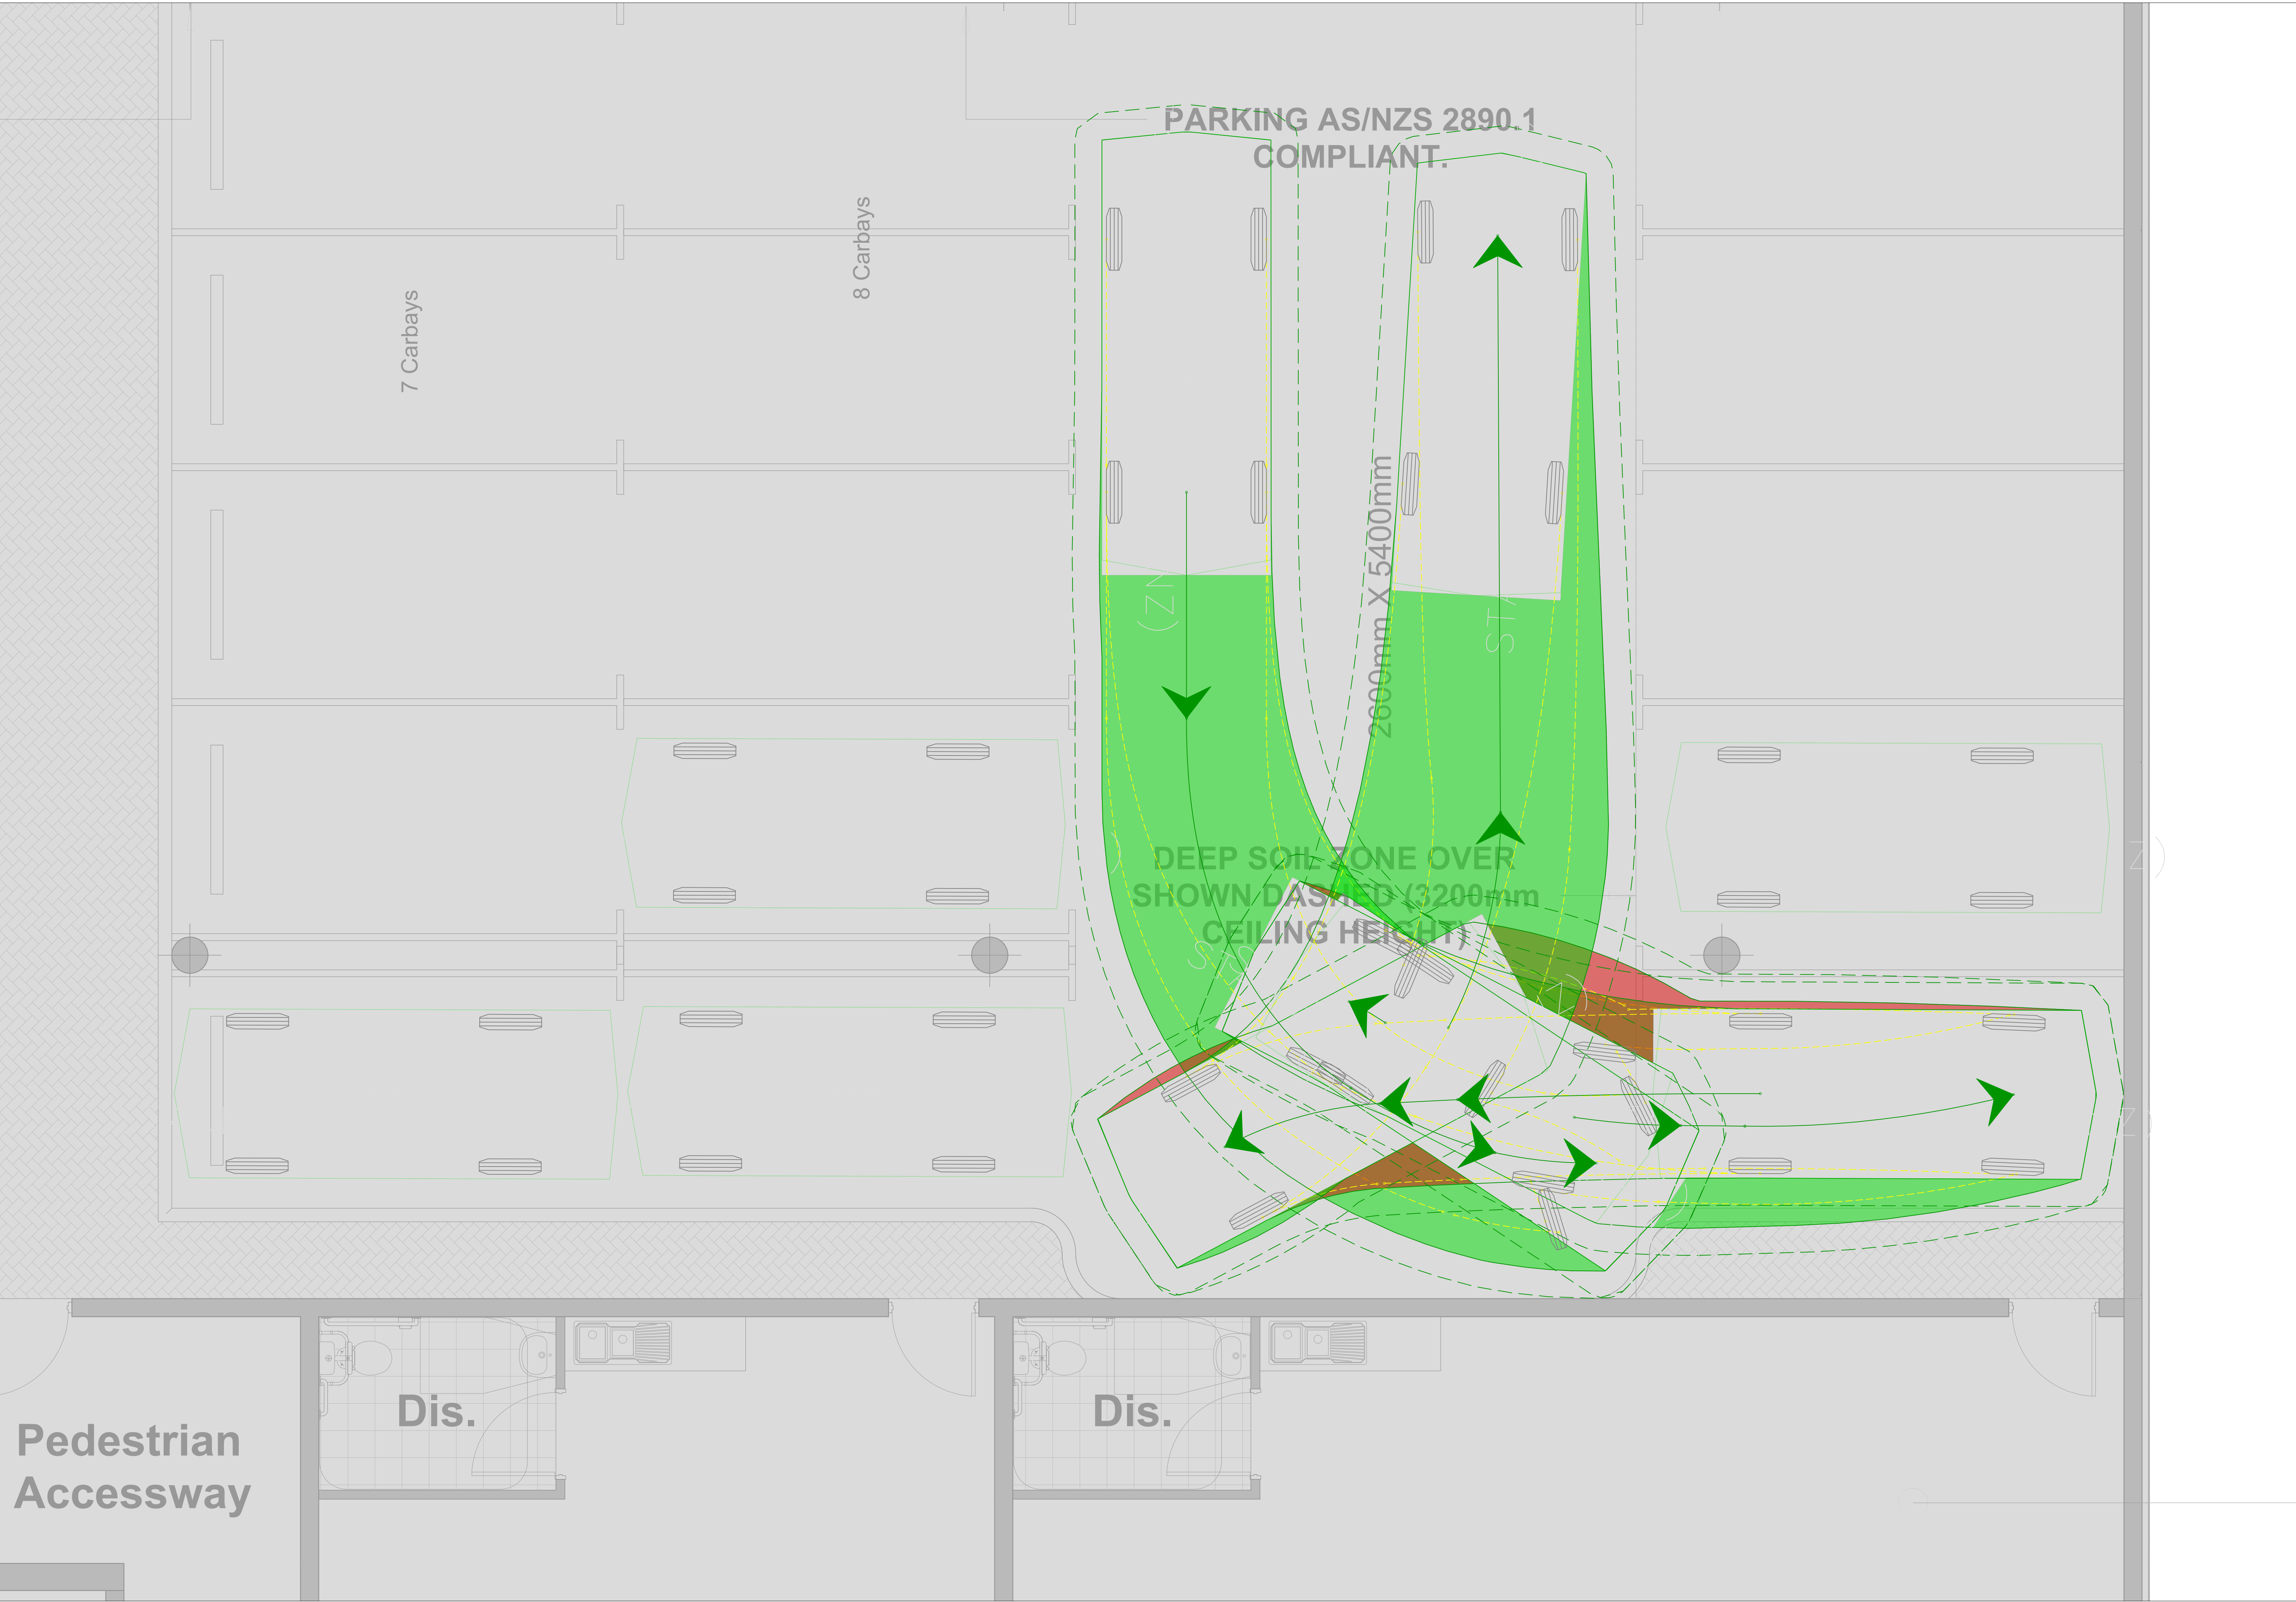 PARKING AS/NZS 2890.1
COMPLIANT.
8 Carbays
7 Carbays
2600mm X 5400mm
DEEP SOIL ZONE OVER
SHOWN DASHED (3200mm
CEILING HEIGHT)
Dis.
Dis.
Pedestrian
Accessway